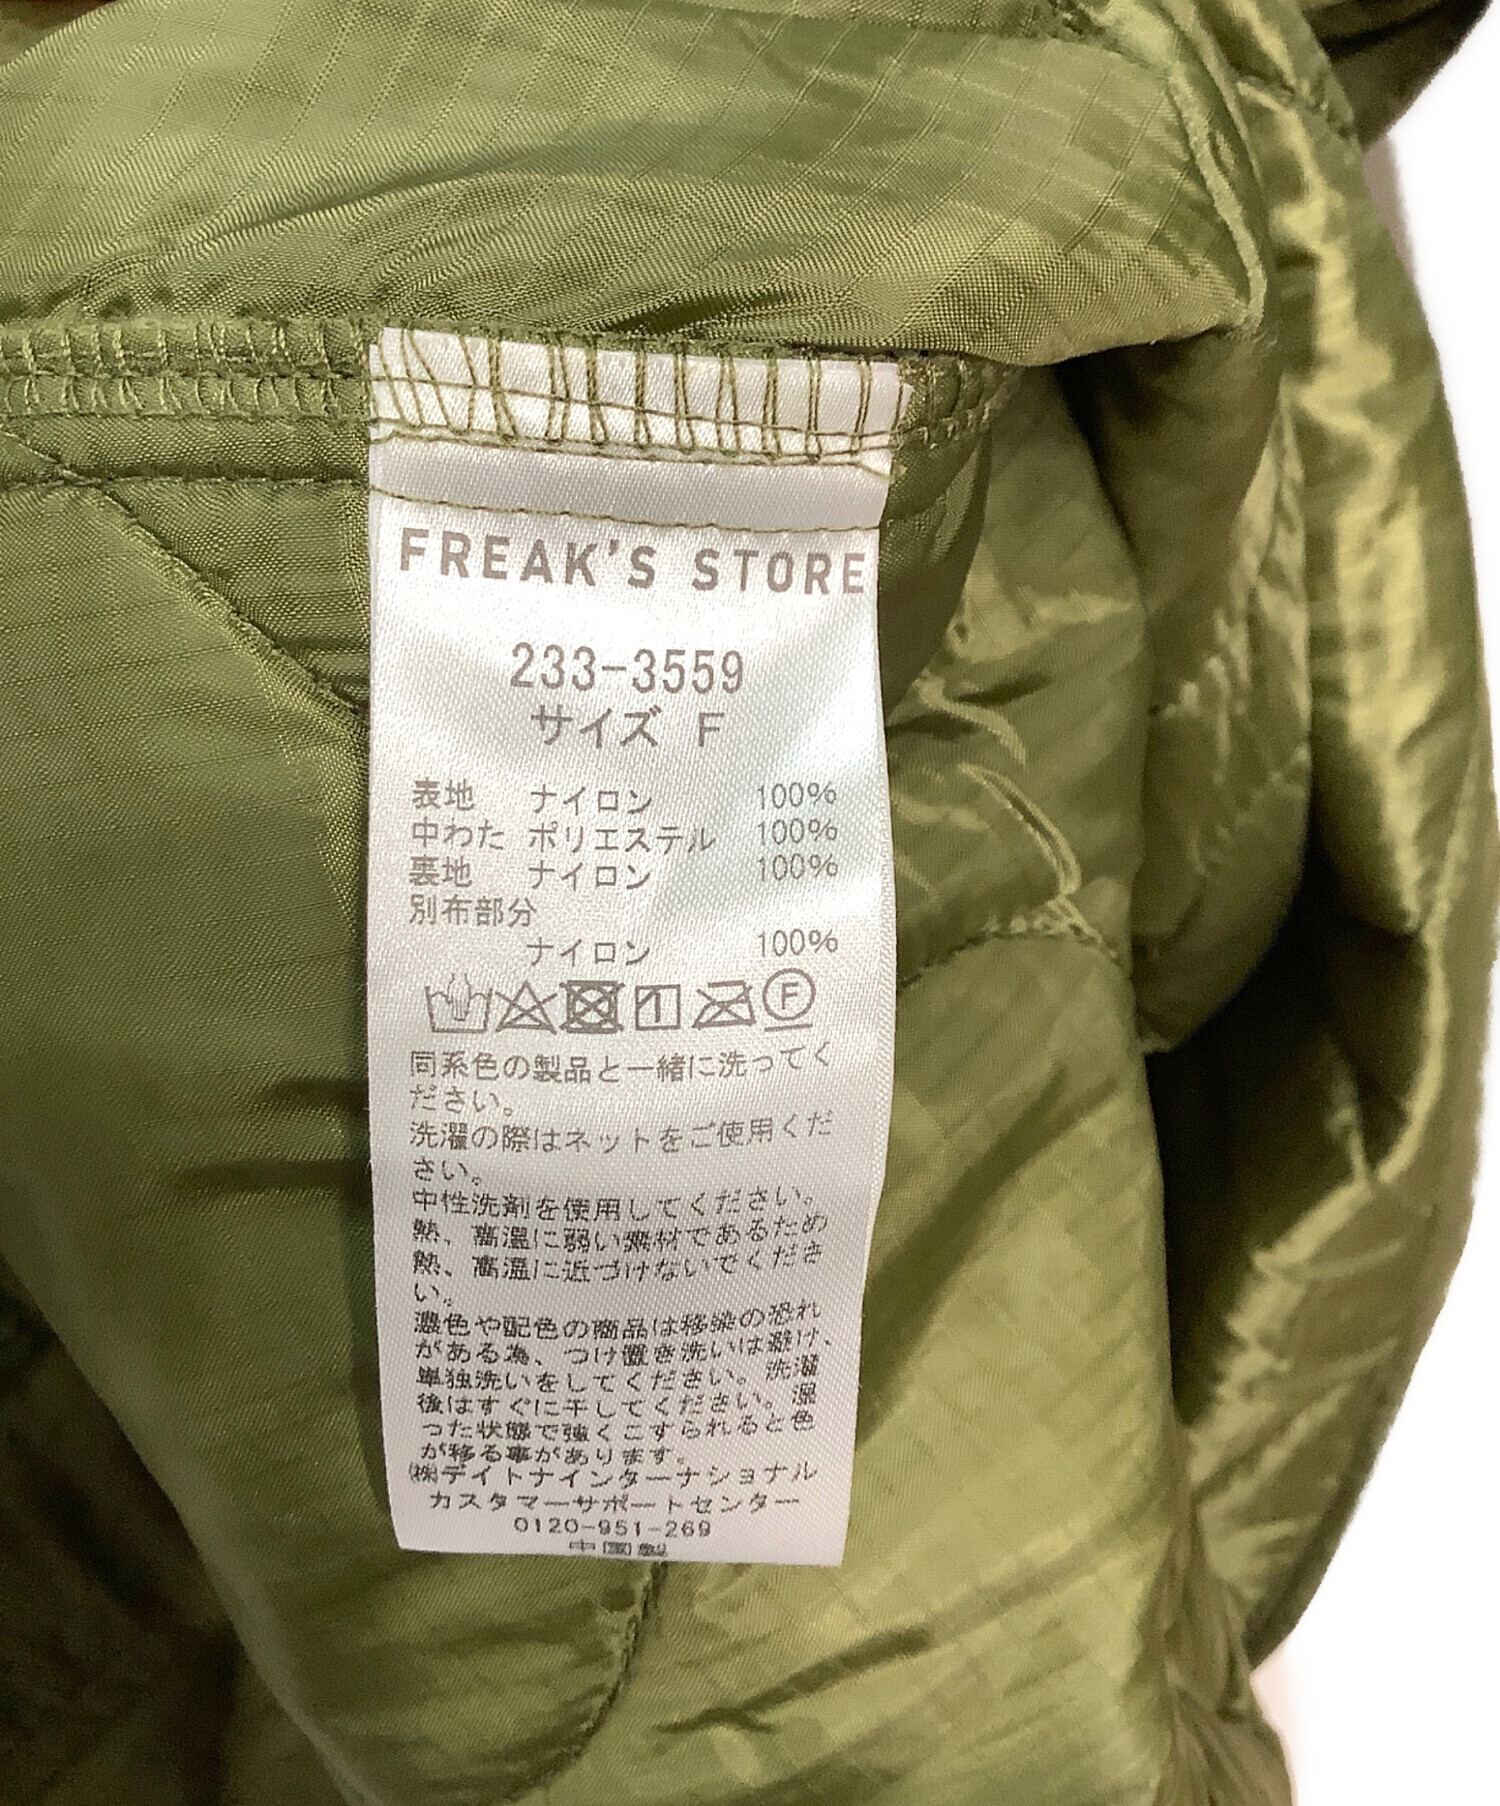 FREAK'S STORE
233-3559
サイズ F
表地 ナイロン 100%
中わた ポリエステル 100%
裏地 ナイロン 100%
別布部分
ナイロン 100%
F
同系色の製品と一緒に洗ってく
ださい。
洗濯の際はネットをご使用くだ
さい。
中性洗剤を使用してください。
熱、高温に弱い素材であるため
熱、高温に近づけないでくださ
い。
濃色や配色の商品は移染の恐れ
がある為、つけ置き洗いは避け、
単独洗いをしてください。洗濯
後はすぐに干してください。湿
った状態で強くこすられると色
が移る事があります。
㈱デイトナインターナショナル
カスタマーサポートセンター
0120-951-269
中国製